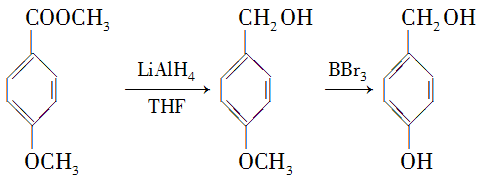 COOCH3
CH2OH
CH2OH
LiAlH4
THF
BBr3
OCH3
OCH3
OH